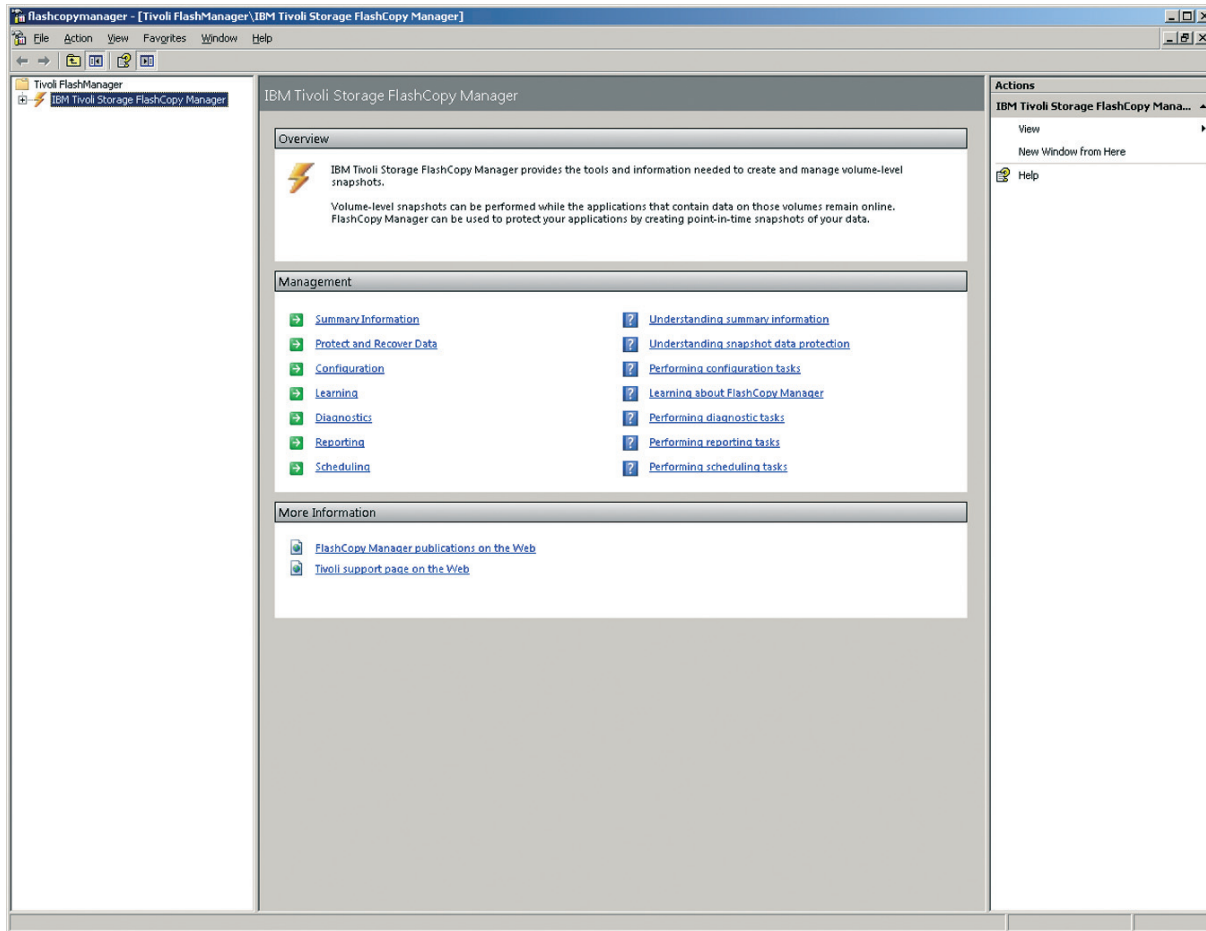 flashcopymanager - [Tivoli FlashManager\IBM Tivoli Storage FlashCopy Manager]
File Action View Favorites Window Help
Tivoli FlashManager
IBM Tivoli Storage FlashCopy Manager
IBM Tivoli Storage FlashCopy Manager
Overview
IBM Tivoli Storage FlashCopy Manager provides the tools and information needed to create and manage volume-level
snapshots.
Volume-level snapshots can be performed while the applications that contain data on those volumes remain online.
FlashCopy Manager can be used to protect your applications by creating point-in-time snapshots of your data.
Management
Summary Information
Understanding summary information
Protect and Recover Data
Understanding snapshot data protection
Configuration
Performing configuration tasks
Learning
Learning about FlashCopy Manager
Diagnostics
Performing diagnostic tasks
Reporting
Performing reporting tasks
Scheduling
Performing scheduling tasks
More Information
FlashCopy Manager publications on the Web
Tivoli support page on the Web
Actions
IBM Tivoli Storage FlashCopy Mana...
View
New Window from Here
Help